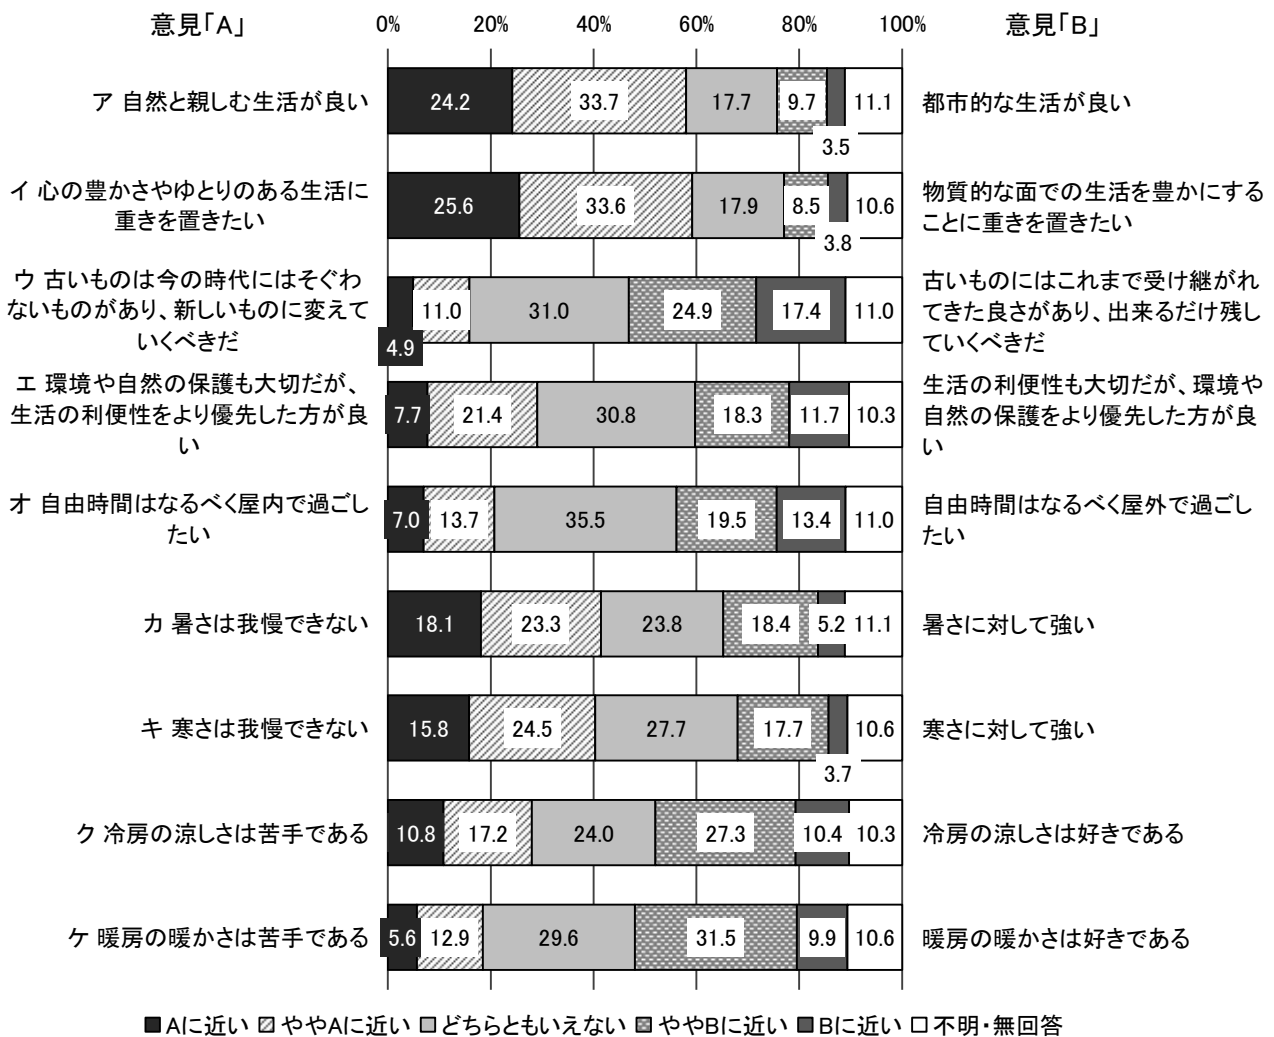 意見「A」
0%
20%
40%
60%
80%
100%
意見「B」
ア 自然と親しむ生活が良い
24.2
33.7
17.7
9.7
3.5
11.1
都市的な生活が良い
イ 心の豊かさやゆとりのある生活に
重きを置きたい
25.6
33.6
17.9
8.5
3.8
10.6
物質的な面での生活を豊かにする
ことに重きを置きたい
ウ 古いものは今の時代にはそぐわ
ないものがあり、新しいものに変えて
いくべきだ
4.9
11.0
31.0
24.9
17.4
11.0
古いものにはこれまで受け継がれ
てきた良さがあり、出来るだけ残し
ていくべきだ
エ 環境や自然の保護も大切だが、
生活の利便性をより優先した方が良
い
7.7
21.4
30.8
18.3
11.7
10.3
生活の利便性も大切だが、環境や
自然の保護をより優先した方が良
い
オ 自由時間はなるべく屋内で過ごし
たい
7.0
13.7
35.5
19.5
13.4
11.0
自由時間はなるべく屋外で過ごし
たい
カ 暑さは我慢できない
18.1
23.3
23.8
18.4
5.2
11.1
暑さに対して強い
キ 寒さは我慢できない
15.8
24.5
27.7
17.7
3.7
10.6
寒さに対して強い
ク 冷房の涼しさは苦手である
10.8
17.2
24.0
27.3
10.4
10.3
冷房の涼しさは好きである
ケ 暖房の暖かさは苦手である
5.6
12.9
29.6
31.5
9.9
10.6
暖房の暖かさは好きである
Aに近い ややAに近い どちらともいえない ややBに近い Bに近い 不明・無回答